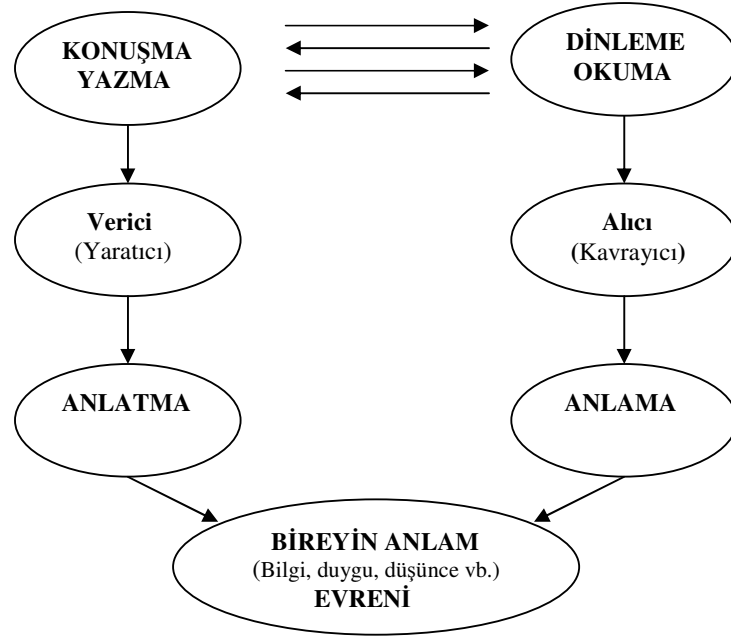 KONUŞMA
YAZMA
DİNLEME
OKUMA
Verici
(Yaratıcı)
Alıcı
(Kavrayıcı)
ANLATMA
ANLAMA
BİREYİN ANLAM
(Bilgi, duygu, düşünce vb.)
EVRENİ